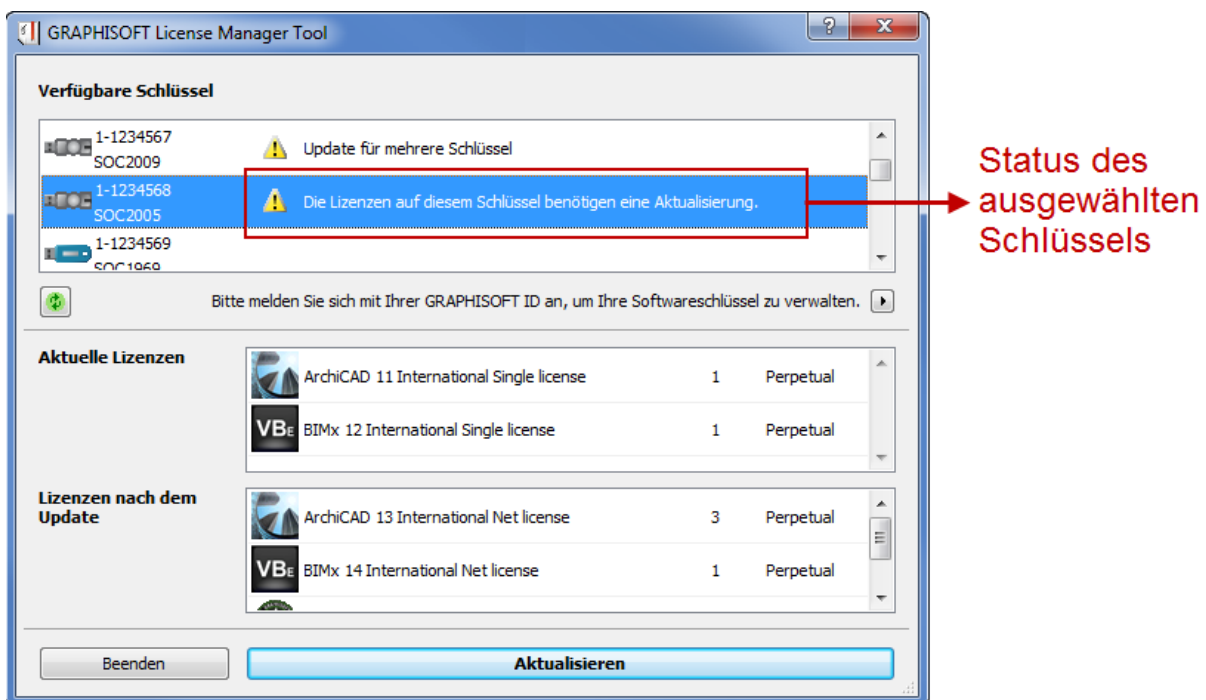 GRAPHISOFT License Manager Tool
Verfügbare Schlüssel
1-1234567
SOC2009
Update für mehrere Schlüssel
1-1234568
SOC2005
Die Lizenzen auf diesem Schlüssel benötigen eine Aktualisierung.
1-1234569
SOC1969
Status des
ausgewählten
Schlüssels
Bitte melden Sie sich mit Ihrer GRAPHISOFT ID an, um Ihre Softwareschlüssel zu verwalten.
Aktuelle Lizenzen
ArchiCAD 11 International Single license 1 Perpetual
VBE BIMx 12 International Single license 1 Perpetual
Lizenzen nach dem
Update
ArchiCAD 13 International Net license 3 Perpetual
VBE BIMx 14 International Net license 1 Perpetual
Beenden
Aktualisieren